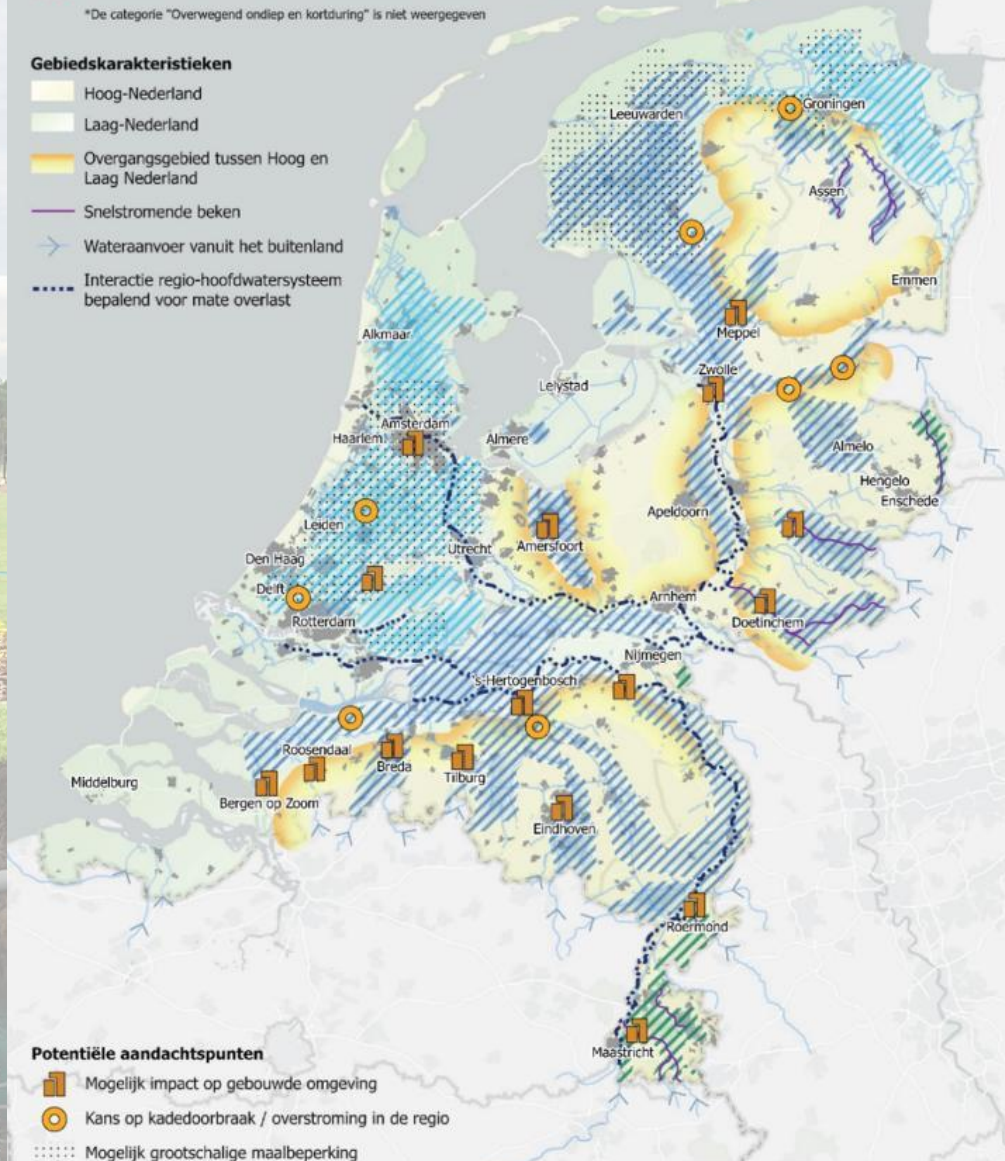 *De categorie "Overwegend ondiep en kortduring" is niet weergegeven
Gebiedskarakteristieken
Hoog-Nederland
Laag-Nederland
Overgangsgebied tussen Hoog en
Laag Nederland
Snelstromende beken
Wateraanvoer vanuit het buitenland
Interactie regio-hoofdwatersysteem
bepalend voor mate overlast
Leeuwarden
Groningen
Assen
Emmen
Meppel
Alkmaar
Zwolle
Lelystad
Amsterdam
Haarlem
Almere
Almelo
Hengelo
Enschede
Apeldoorn
Leiden
Utrecht
Amersfoort
Den Haag
Delft
Rotterdam
Arnhem
Doetinchem
Nijmegen
's-Hertogenbosch
Roosendaal
Breda
Tilburg
Middelburg
Bergen op Zoom
Eindhoven
Roermond
Maastricht
Potentiële aandachtspunten
Mogelijk impact op gebouwde omgeving
Kans op kadedoorbraak / overstroming in de regio
Mogelijk grootschalige maalbeperking